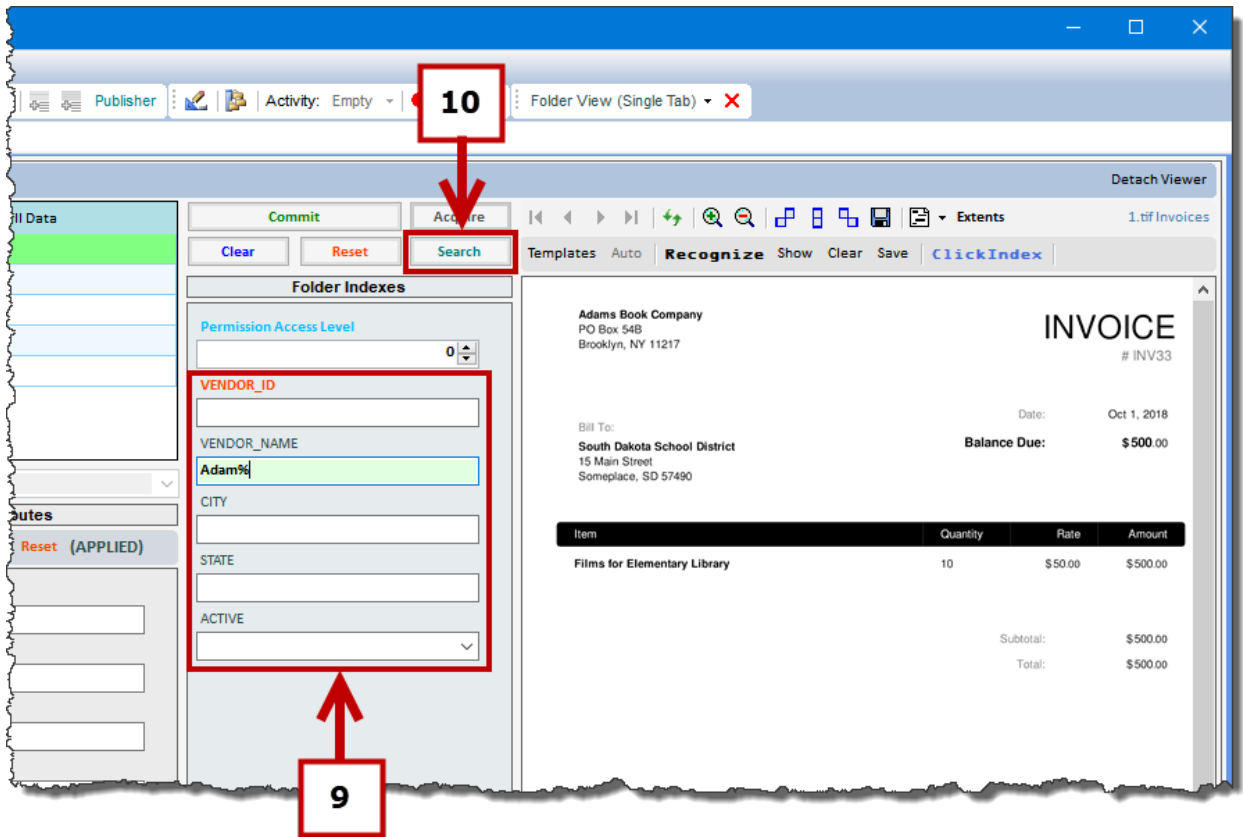 10
Publisher Activity: Empty Folder View (Single Tab)
Detach Viewer
ll Data
Commit Acquire
Extents 1.tif Invoices
Clear Reset Search
Templates Auto Recognize Show Clear Save ClickIndex
Folder Indexes
Permission Access Level
0
VENDOR_ID
VENDOR_NAME
Adam%
CITY
STATE
ACTIVE
butes
Reset (APPLIED)
9
Adams Book Company
PO Box 54B
Brooklyn, NY 11217
INVOICE
# INV33
Date: Oct 1, 2018
Balance Due: $500.00
Bill To:
South Dakota School District
15 Main Street
Someplace, SD 57490
Item Quantity Rate Amount
Films for Elementary Library 10 $50.00 $500.00
Subtotal: $500.00
Total: $500.00